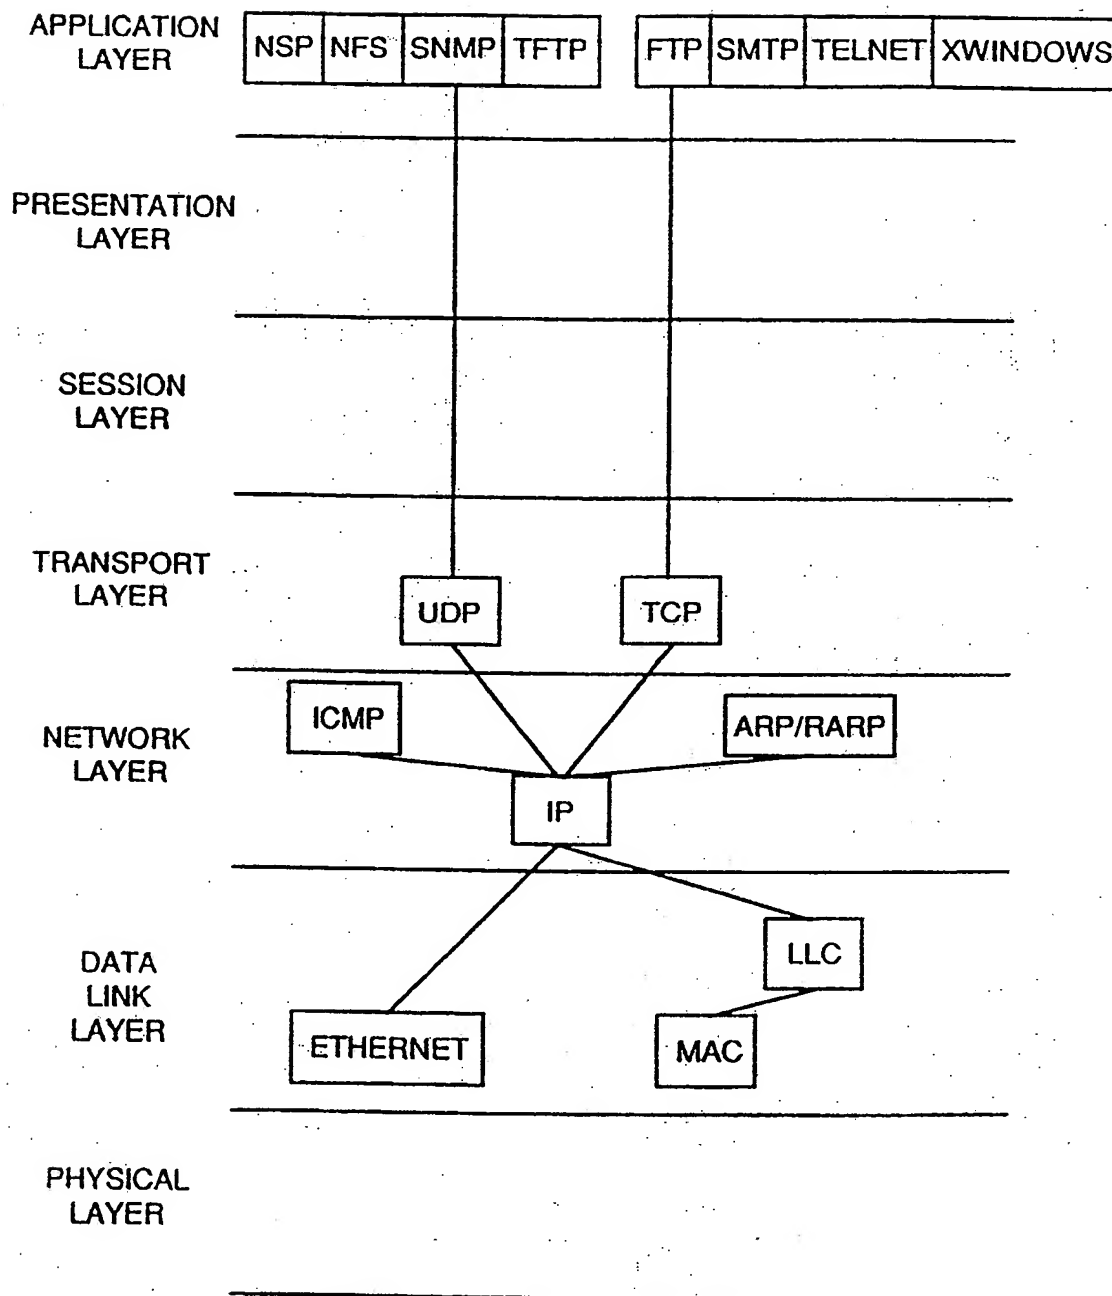 APPLICATION
LAYER
NSP NFS SNMP TFTP FTP SMTP TELNET XWINDOWS
PRESENTATION
LAYER
SESSION
LAYER
TRANSPORT
LAYER
UDP TCP
NETWORK
LAYER
ICMP ARP/RARP
IP
DATA
LINK
LAYER
LLC
ETHERNET MAC
PHYSICAL
LAYER